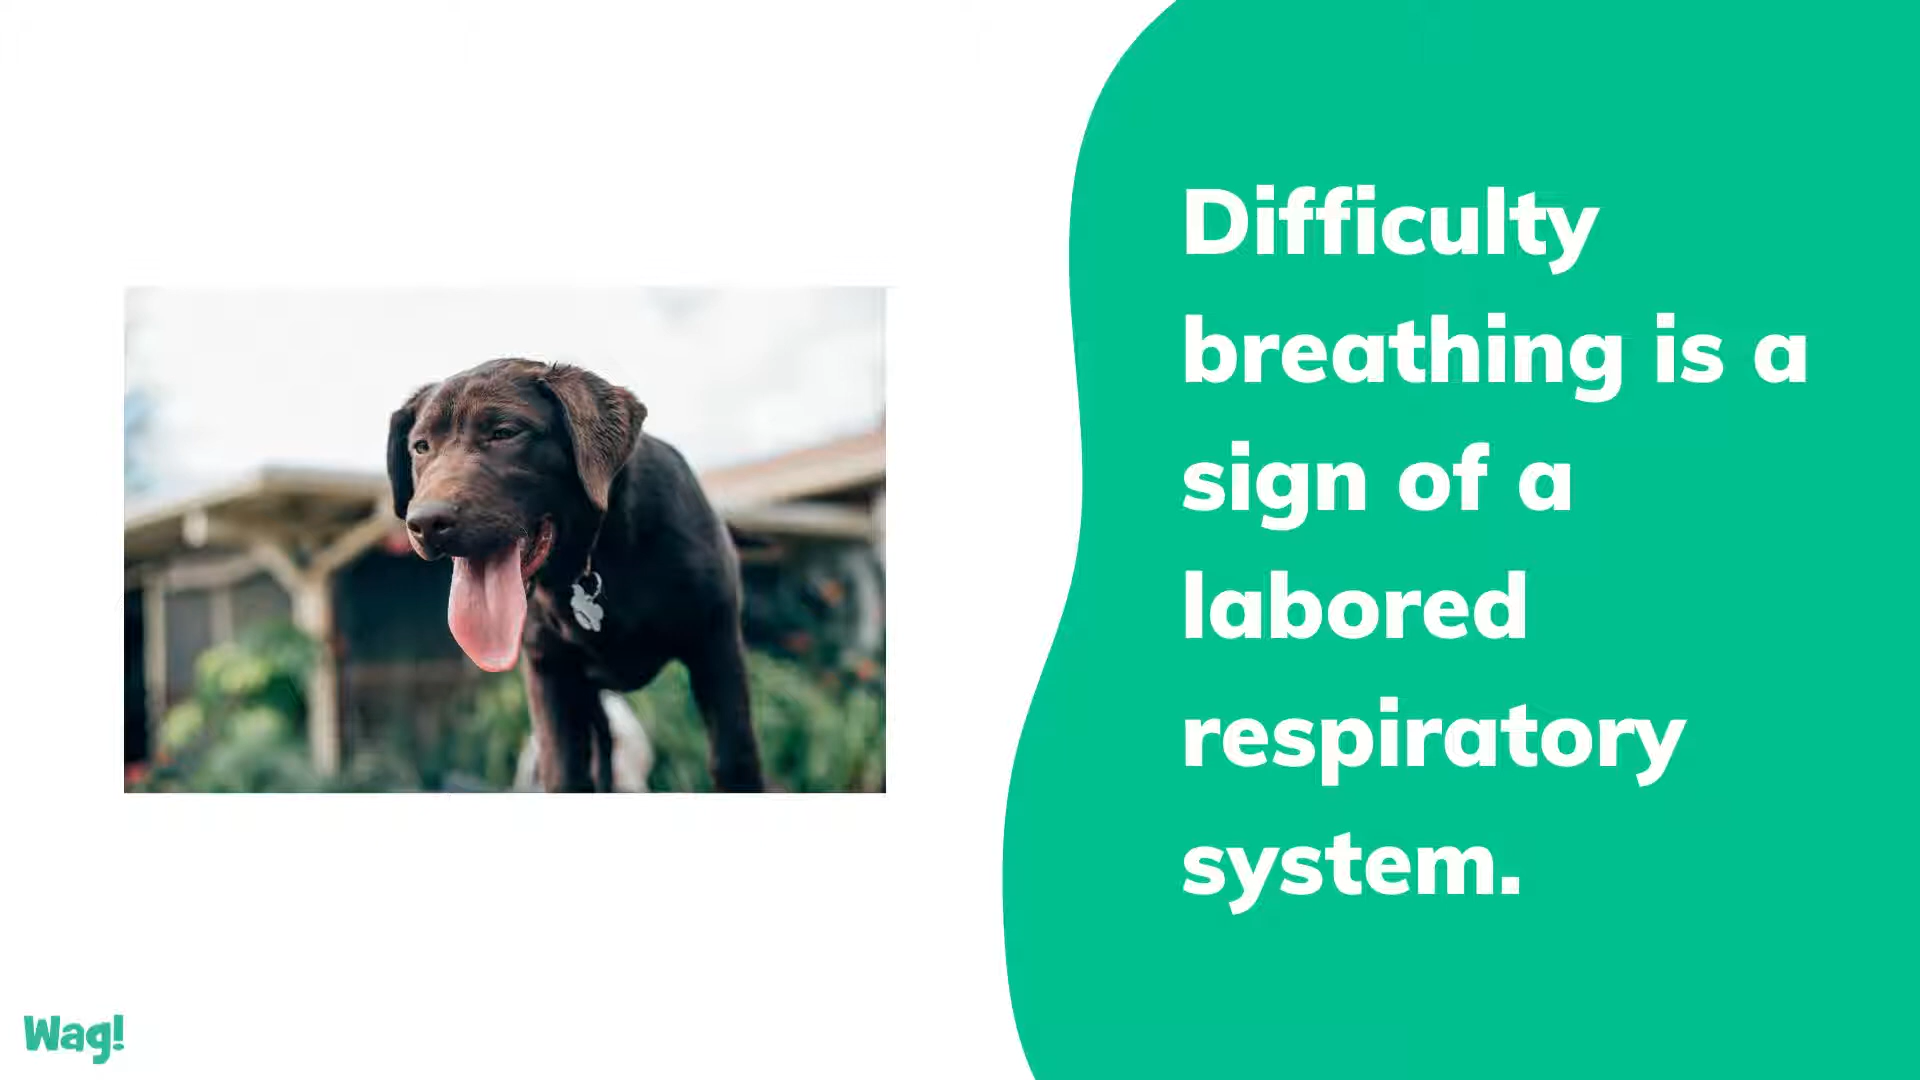 Difficulty
breathing is a
sign of a
labored
respiratory
system.
Wag!